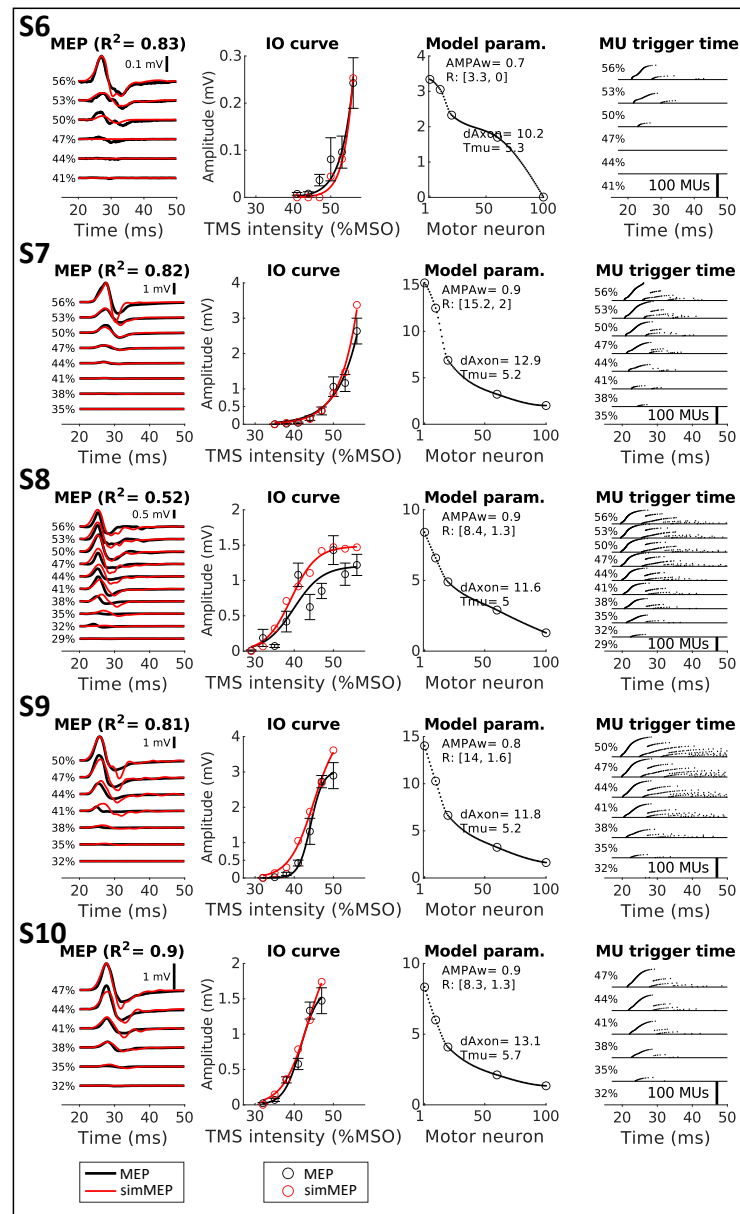 S6
MEP (R²= 0.83)
IO curve
Model param.
MU trigger time
0.1 mV
56%
53%
50%
47%
44%
41%
20 30 40 50
Time (ms)
Amplitude (mV)
0.3
0.2
0.1
0
30 40 50
TMS intensity (%MSO)
4
3
2
1
0
AMPAw = 0.7
R: [3.3, 0]
dAxon= 10.2
Tmu= 5.3
1 50 100
Motor neuron
56%
53%
50%
47%
44%
41%
100 MUs
20 30 40 50
Time (ms)
S7
MEP (R²= 0.82)
IO curve
Model param.
MU trigger time
1 mV
56%
53%
50%
47%
44%
41%
38%
35%
20 30 40 50
Time (ms)
Amplitude (mV)
4
3
2
1
0.5
0
30 40 50
TMS intensity (%MSO)
15
10
5
0
AMPAw = 0.9
R: [15.2, 2]
dAxon= 12.9
Tmu= 5.2
1 50 100
Motor neuron
56%
53%
50%
47%
44%
41%
38%
35%
100 MUs
20 30 40 50
Time (ms)
S8
MEP (R²= 0.52)
IO curve
Model param.
MU trigger time
0.5 mV
56%
53%
50%
47%
44%
41%
38%
35%
32%
29%
20 30 40 50
Time (ms)
Amplitude (mV)
2
1.5
1
0.5
0
30 40 50
TMS intensity (%MSO)
10
5
0
AMPAw = 0.9
R: [8.4, 1.3]
dAxon= 11.6
Tmu= 5
1 50 100
Motor neuron
56%
53%
50%
47%
44%
41%
38%
35%
32%
29%
100 MUs
20 30 40 50
Time (ms)
S9
MEP (R²= 0.81)
IO curve
Model param.
MU trigger time
1 mV
50%
47%
44%
41%
38%
35%
32%
20 30 40 50
Time (ms)
Amplitude (mV)
4
3
2
1
0.5
0
30 40 50
TMS intensity (%MSO)
15
10
5
0
AMPAw = 0.8
R: [14, 1.6]
dAxon= 11.8
Tmu= 5.2
1 50 100
Motor neuron
50%
47%
44%
41%
38%
35%
32%
100 MUs
20 30 40 50
Time (ms)
S10
MEP (R²= 0.9)
IO curve
Model param.
MU trigger time
1 mV
47%
44%
41%
38%
35%
32%
20 30 40 50
Time (ms)
Amplitude (mV)
2
1.5
1
0.5
0
30 40 50
TMS intensity (%MSO)
10
5
0
AMPAw = 0.9
R: [8.3, 1.3]
dAxon= 13.1
Tmu= 5.7
1 50 100
Motor neuron
47%
44%
41%
38%
35%
32%
100 MUs
20 30 40 50
Time (ms)
MEP
simMEP
MEP
simMEP